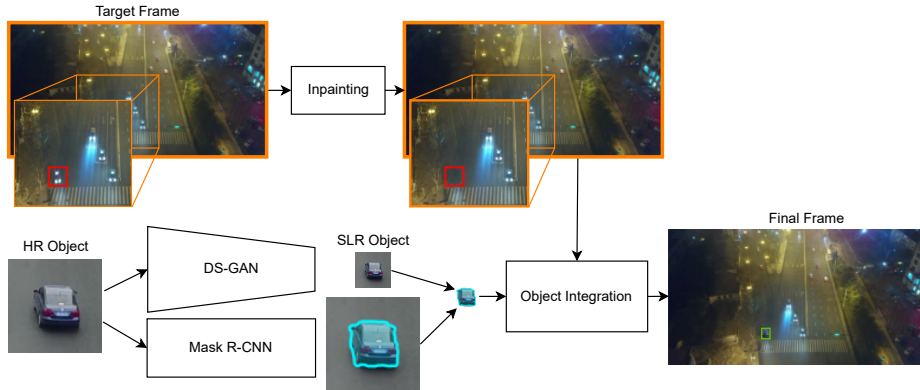 Target Frame
Inpainting
HR Object
DS-GAN
SLR Object
Mask R-CNN
Object Integration
Final Frame